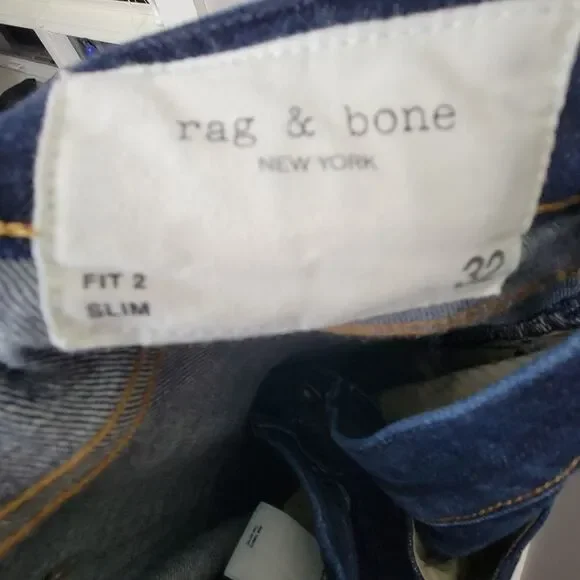 rag & bone
NEW YORK
FIT 2
SLIM
32